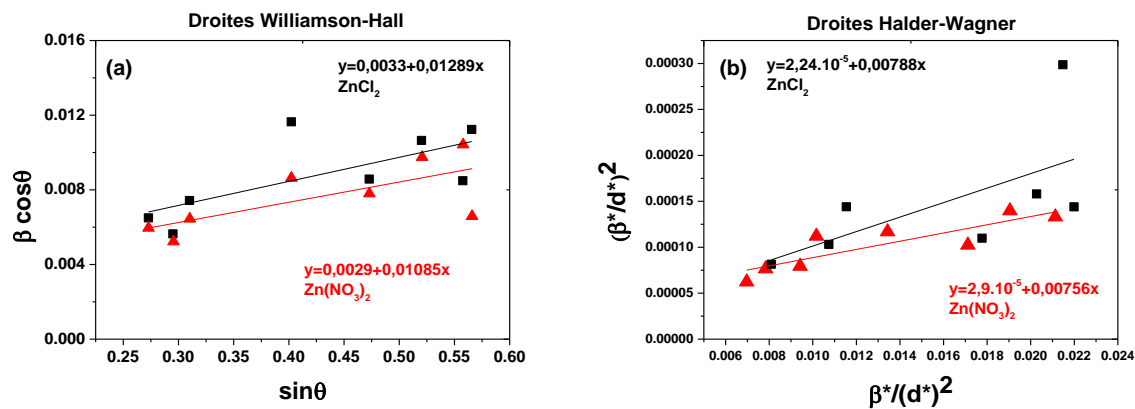 Droites Williamson-Hall
(a)
y=0,0033+0,01289x
ZnCl₂
y=0,0029+0,01085x
Zn(NO₃)₂
β cosθ
0.016
0.012
0.008
0.004
0.000
0.25 0.30 0.35 0.40 0.45 0.50 0.55 0.60
sinθ
Droites Halder-Wagner
(b)
y=2,24.10⁻⁵+0,00788x
ZnCl₂
y=2,9.10⁻⁵+0,00756x
Zn(NO₃)₂
(β*/d*)²
0.00030
0.00025
0.00020
0.00015
0.00010
0.00005
0.00000
0.006 0.008 0.010 0.012 0.014 0.016 0.018 0.020 0.022 0.024
β*/(d*)²